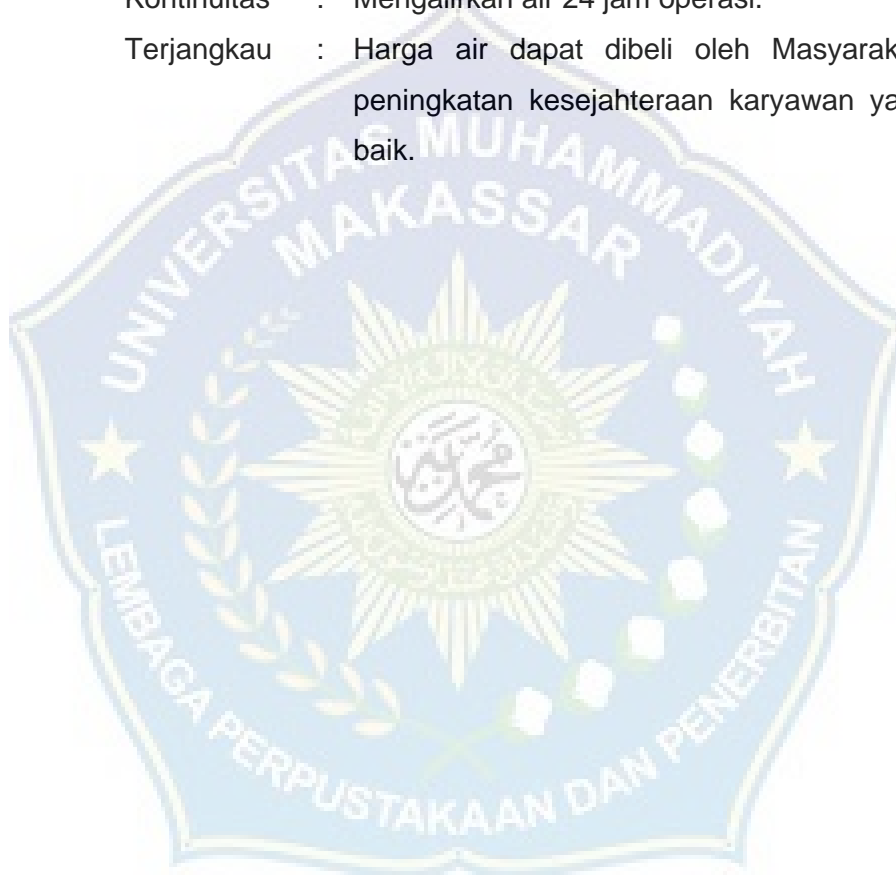 Kontinuitas : Mengalirkan air 24 jam operasi.
Terjangkau : Harga air dapat dibeli oleh Masyarak
peningkatan kesejahteraan karyawan ya
baik.
UNIVERSITAS MUHAMMADIYAH
MAKASSAR
LEMBAGA PERPUSTAKAAN DAN PENERBITAN